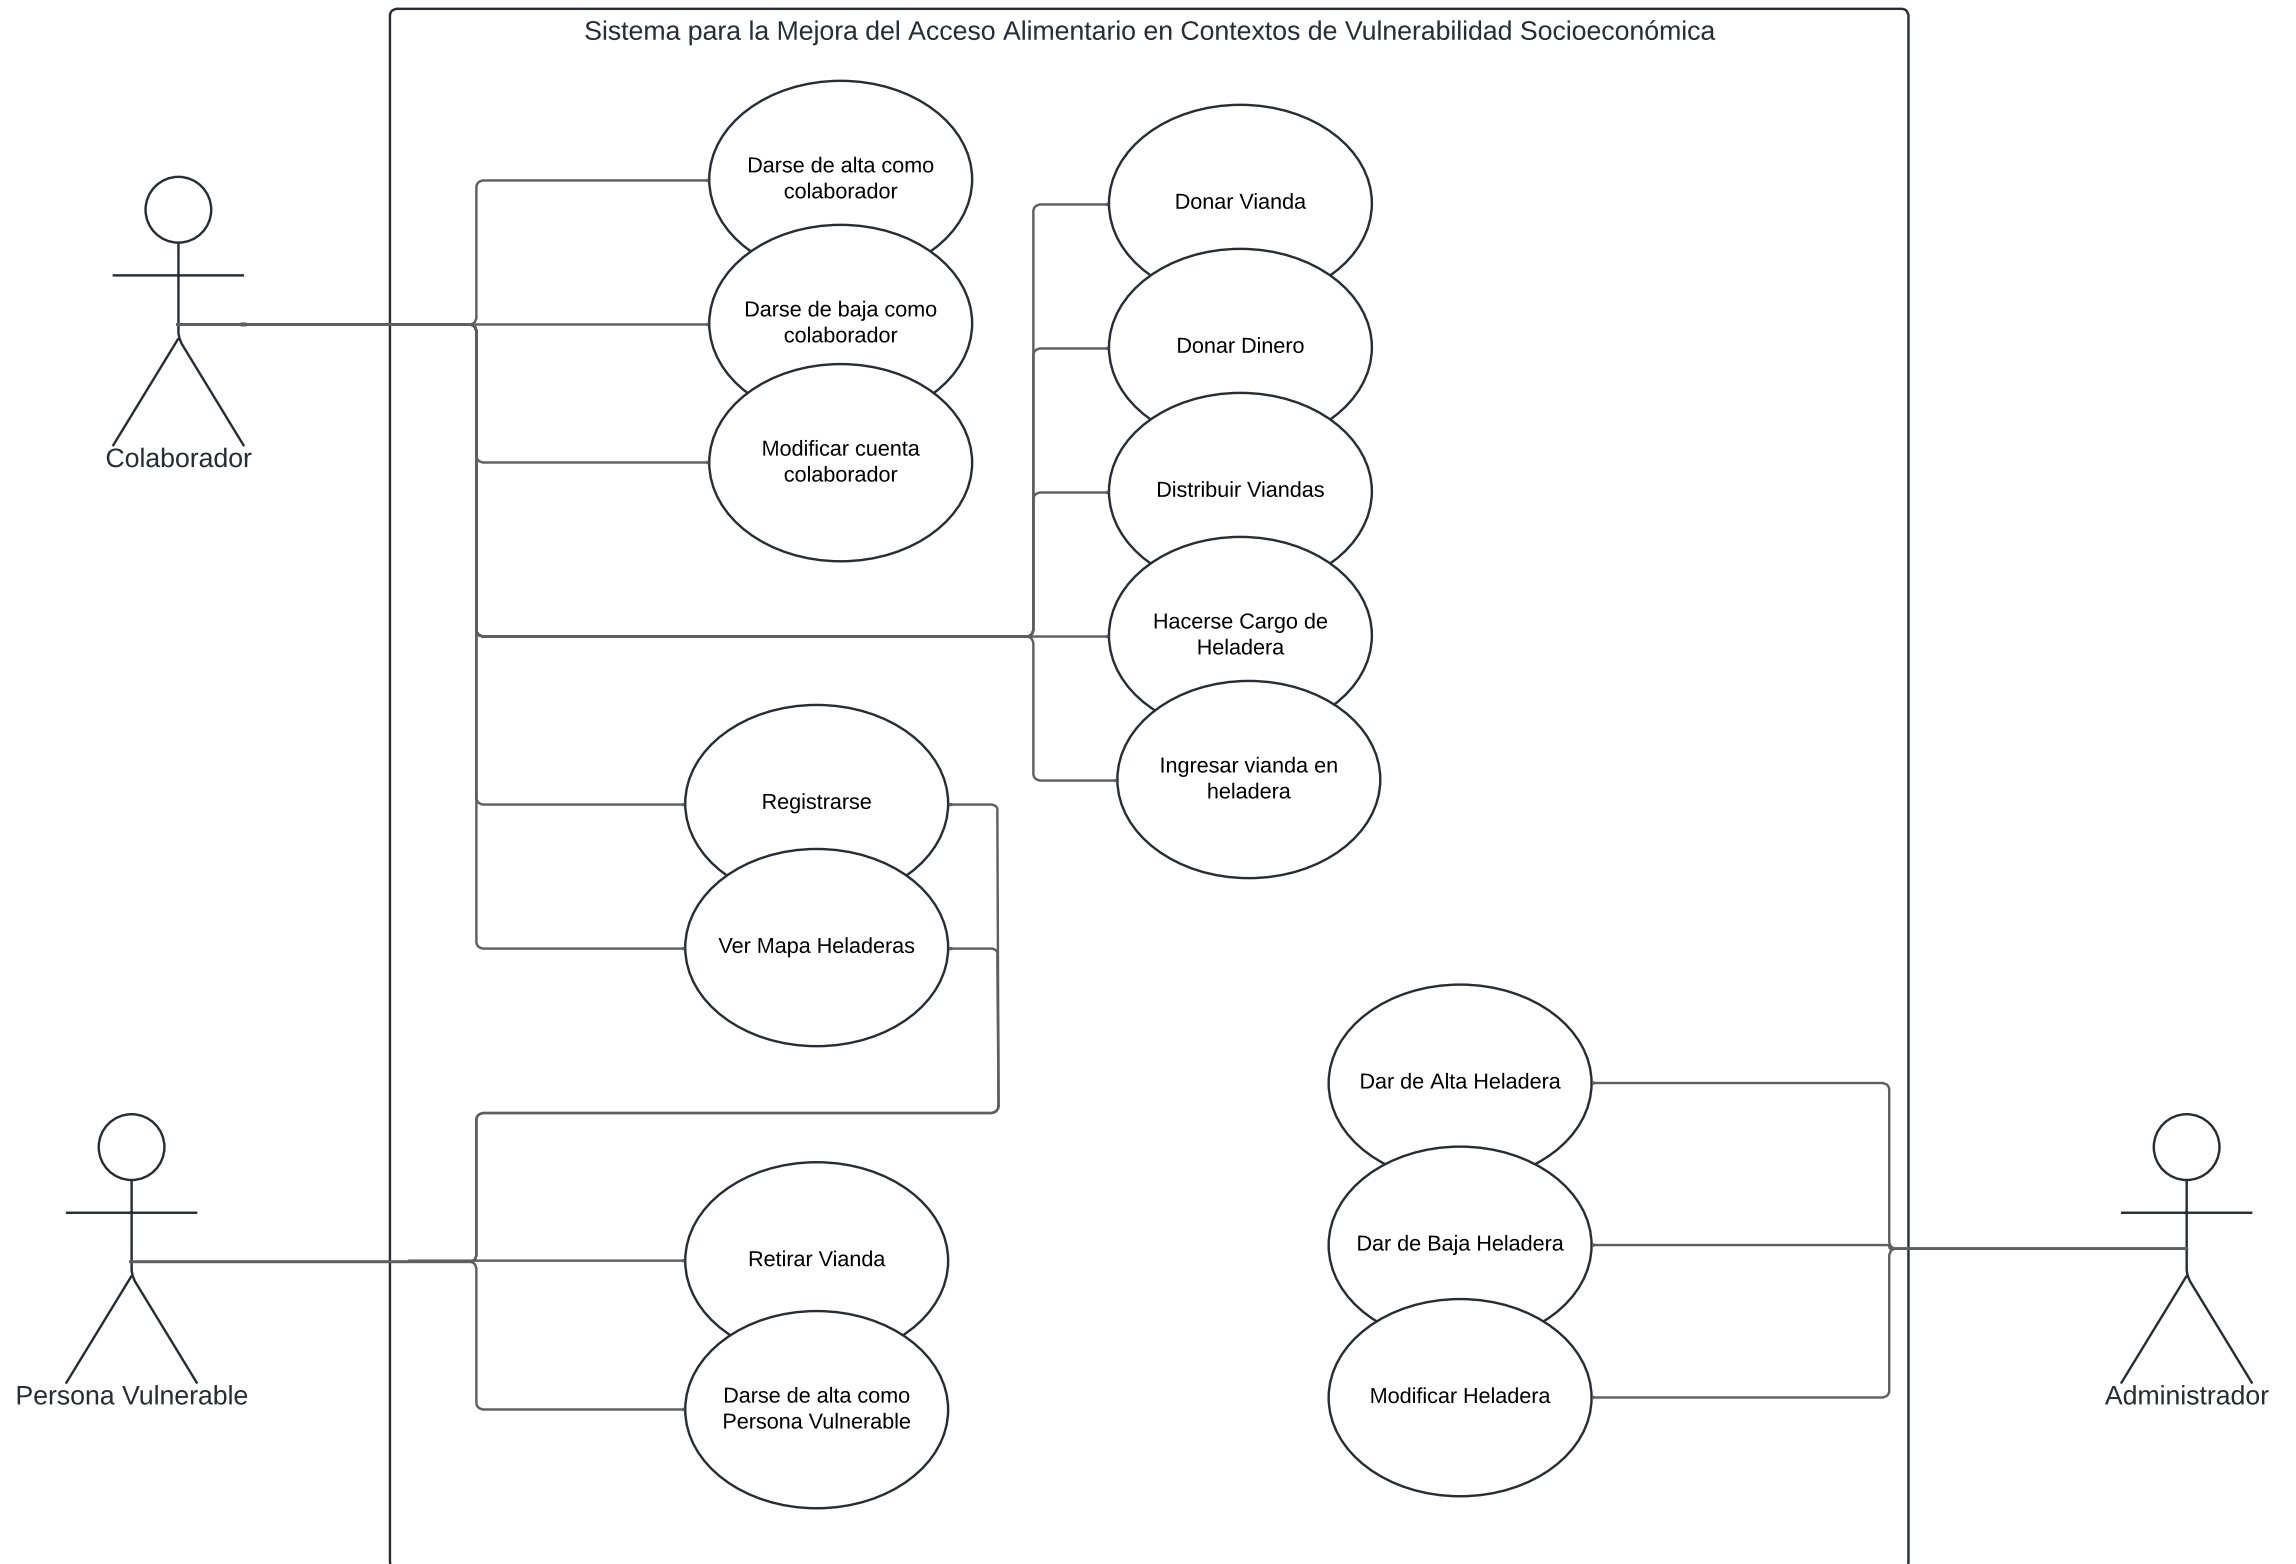 Sistema para la Mejora del Acceso Alimentario en Contextos de Vulnerabilidad Socioeconómica
Darse de alta como
colaborador
Darse de baja como
colaborador
Modificar cuenta
colaborador
Donar Vianda
Donar Dinero
Distribuir Viandas
Hacerse Cargo de
Heladera
Ingresar vianda en
heladera
Colaborador
Registrarse
Ver Mapa Heladeras
Dar de Alta Heladera
Dar de Baja Heladera
Modificar Heladera
Retirar Vianda
Darse de alta como
Persona Vulnerable
Persona Vulnerable
Administrador